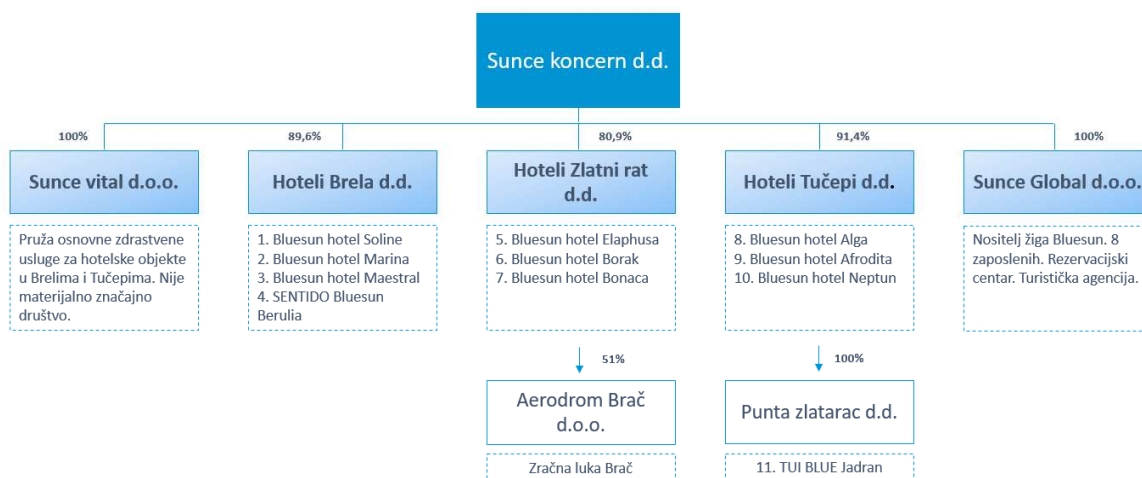 Sunce koncern d.d.
100%
89,6%
80,9%
91,4%
100%
Sunce vital d.o.o.
Hoteli Brela d.d.
Hoteli Zlatni rat
d.d.
Hoteli Tučepi d.d.
Sunce Global d.o.o.
Pruža osnovne zdrastvene
usluge za hotelske objekte
u Brelima i Tučepima. Nije
materijalno značajno
društvo.
1. Bluesun hotel Soline
2. Bluesun hotel Marina
3. Bluesun hotel Maestral
4. SENTIDO Bluesun
Berulia
5. Bluesun hotel Elaphusa
6. Bluesun hotel Borak
7. Bluesun hotel Bonaca
8. Bluesun hotel Alga
9. Bluesun hotel Afrodita
10. Bluesun hotel Neptun
Nositelj žiga Bluesun. 8
zaposlenih. Rezervacijski
centar. Turistička agencija.
51%
100%
Aerodrom Brač
d.o.o.
Punta zlatarac d.d.
Zračna luka Brač
11. TUI BLUE Jadran